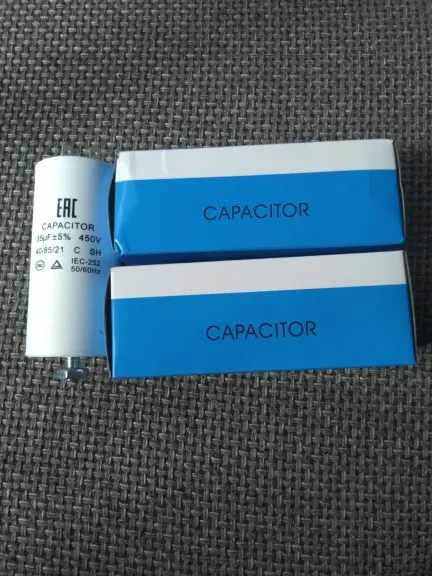 EAC
CAPACITOR
35µF±5% 450V
40/85/21 C SH
IEC-252
50/60Hz
CAPACITOR
CAPACITOR